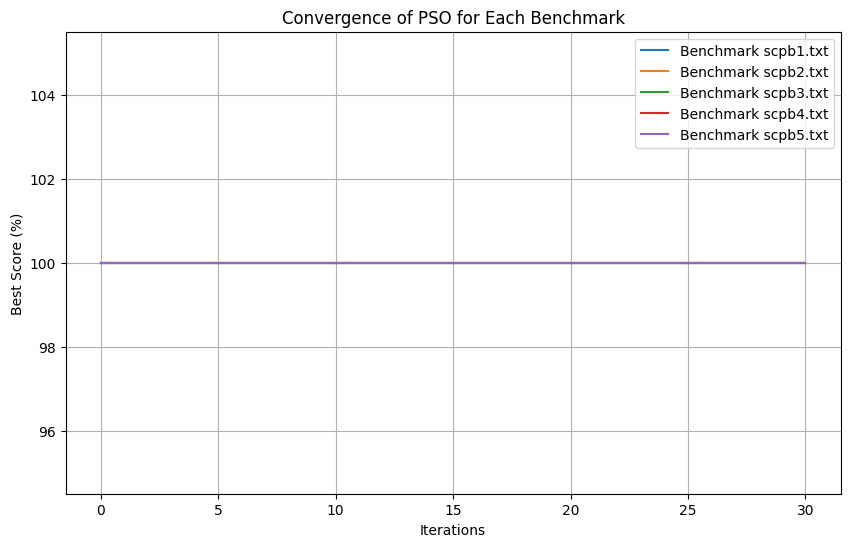 Convergence of PSO for Each Benchmark
Benchmark scpb1.txt
Benchmark scpb2.txt
Benchmark scpb3.txt
Benchmark scpb4.txt
Benchmark scpb5.txt
104
102
100
98
96
Best Score (%)
0 5 10 15 20 25 30
Iterations